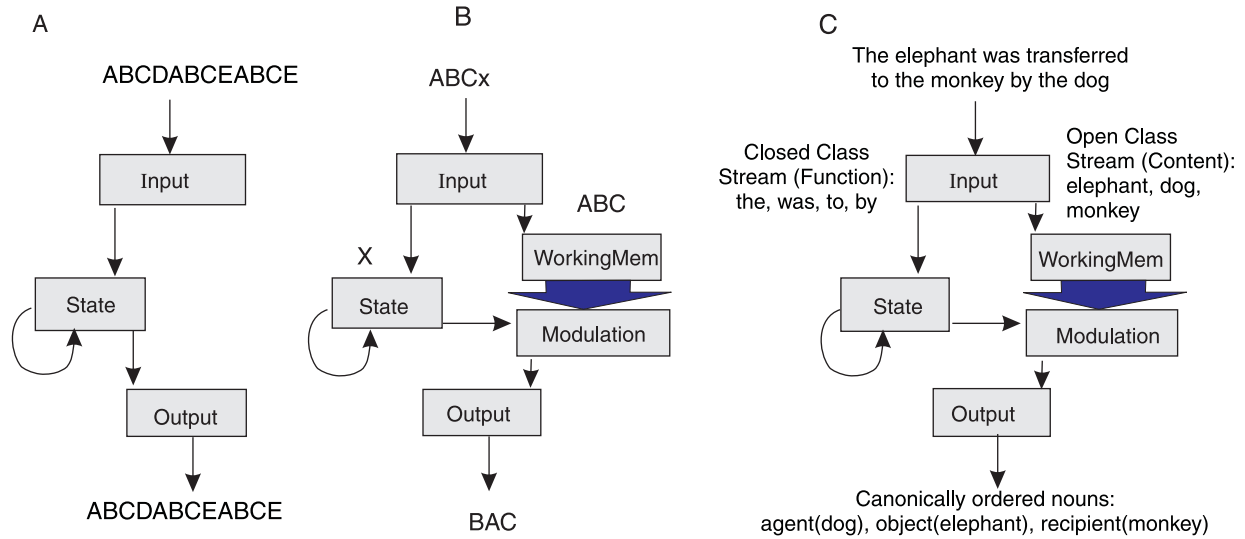 A
ABCDABCEABCE
Input
State
Output
ABCDABCEABCE
B
ABCx
Input
ABC
WorkingMem
X
State
Modulation
Output
BAC
C
The elephant was transferred
to the monkey by the dog
Closed Class
Stream (Function):
the, was, to, by
Input
Open Class
Stream (Content):
elephant, dog,
monkey
WorkingMem
State
Modulation
Output
Canonically ordered nouns:
agent(dog), object(elephant), recipient(monkey)